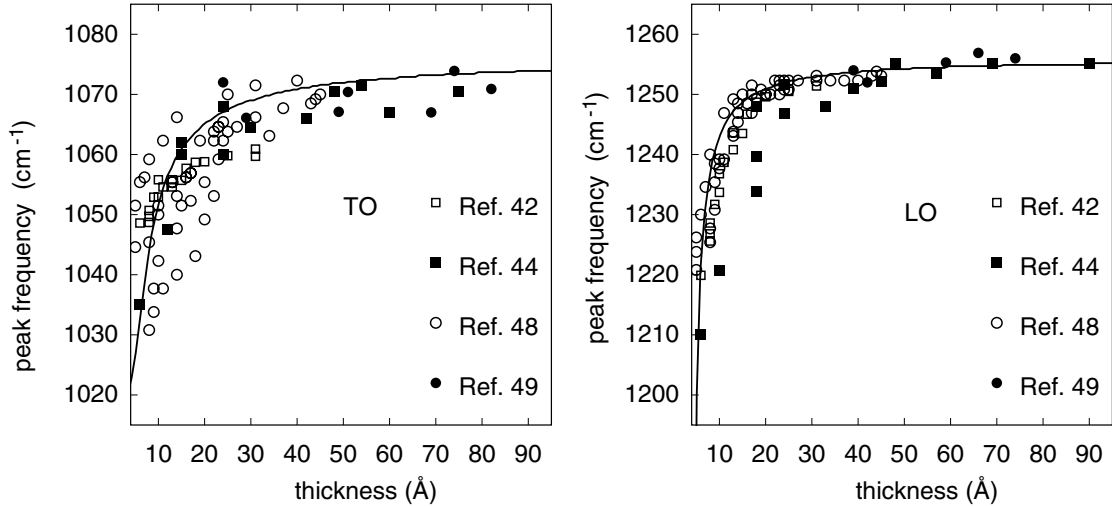 1080
1070
1060
1050
1040
1030
1020
peak frequency (cm⁻¹)
10 20 30 40 50 60 70 80 90
thickness (Å)
TO
Ref. 42
Ref. 44
Ref. 48
Ref. 49
1260
1250
1240
1230
1220
1210
1200
peak frequency (cm⁻¹)
10 20 30 40 50 60 70 80 90
thickness (Å)
LO
Ref. 42
Ref. 44
Ref. 48
Ref. 49